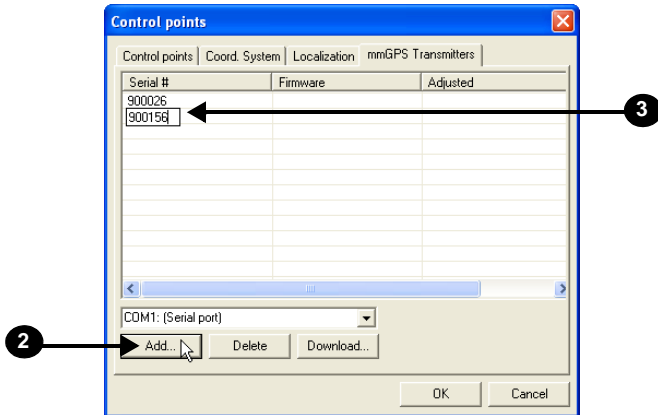 Control points
Control points Coord. System Localization mmGPS Transmitters
Serial # Firmware Adjusted
900026
900156
3
COM1: (Serial port)
2
Add... Delete Download...
OK Cancel